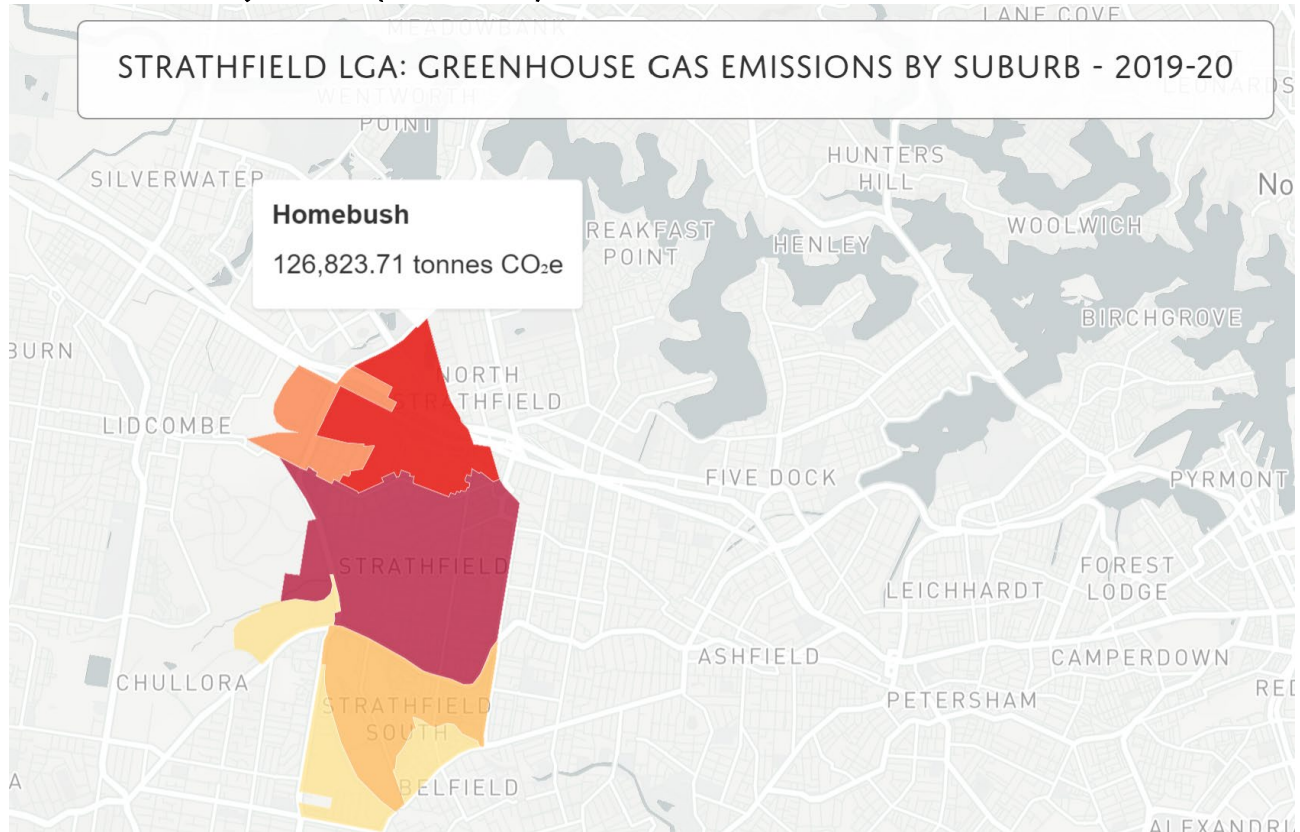 MEADOWBANK
LANE COVE
STRATHFIELD LGA: GREENHOUSE GAS EMISSIONS BY SUBURB - 2019-20
WENTWORTH
POINT
SILVERWATER
HUNTERS
HILL
No
Homebush
126,823.71 tonnes CO₂e
REAKFAST
POINT
HENLEY
WOOLWICH
BIRCHGROVE
BURN
NORTH
STRATHFIELD
LIDCOMBE
FIVE DOCK
PYRMONT
STRATHFIELD
FOREST
LODGE
LEICHHARDT
ASHFIELD
CAMPERDOWN
CHULLORA
RED
PETERSHAM
STRATHFIELD
SOUTH
A
BELFIELD
ALEXANDRI